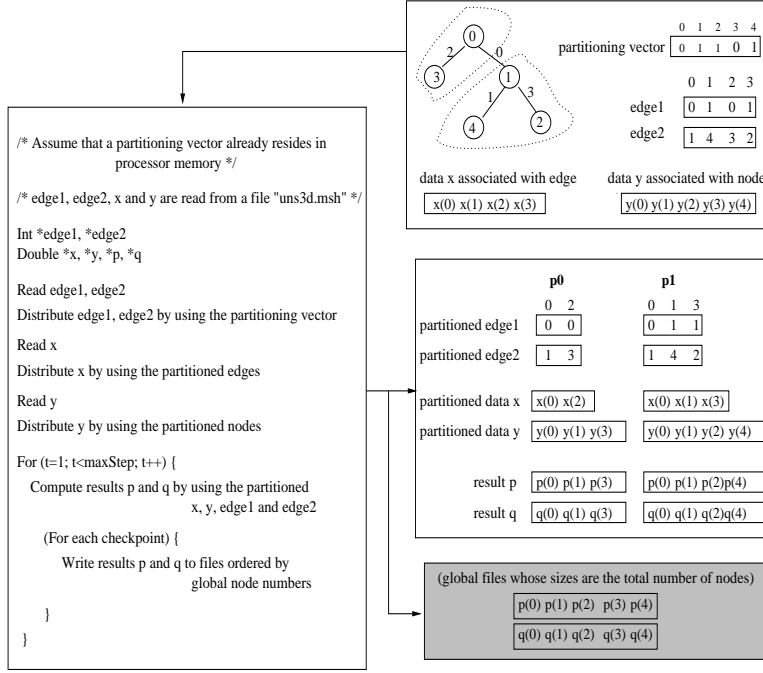 0
2
0
3
1
1
3
4
2
0 1 2 3 4
partitioning vector
0 1 1 0 1
0 1 2 3
edge1
0 1 0 1
edge2
1 4 3 2
data x associated with edge
data y associated with node
x(0) x(1) x(2) x(3)
y(0) y(1) y(2) y(3) y(4)
/* Assume that a partitioning vector already resides in
processor memory */
/* edge1, edge2, x and y are read from a file "uns3d.msh" */
Int *edge1, *edge2
Double *x, *y, *p, *q
Read edge1, edge2
Distribute edge1, edge2 by using the partitioning vector
Read x
Distribute x by using the partitioned edges
Read y
Distribute y by using the partitioned nodes
For (t=1; t<maxStep; t++) {
Compute results p and q by using the partitioned
x, y, edge1 and edge2
(For each checkpoint) {
Write results p and q to files ordered by
global node numbers
}
}
p0
p1
0 2
0 1 3
partitioned edge1
0 0
0 1 1
partitioned edge2
1 3
1 4 2
partitioned data x
x(0) x(2)
x(0) x(1) x(3)
partitioned data y
y(0) y(1) y(3)
y(0) y(1) y(2) y(4)
result p
p(0) p(1) p(3)
p(0) p(1) p(2)p(4)
result q
q(0) q(1) q(3)
q(0) q(1) q(2)q(4)
(global files whose sizes are the total number of nodes)
p(0) p(1) p(2) p(3) p(4)
q(0) q(1) q(2) q(3) q(4)